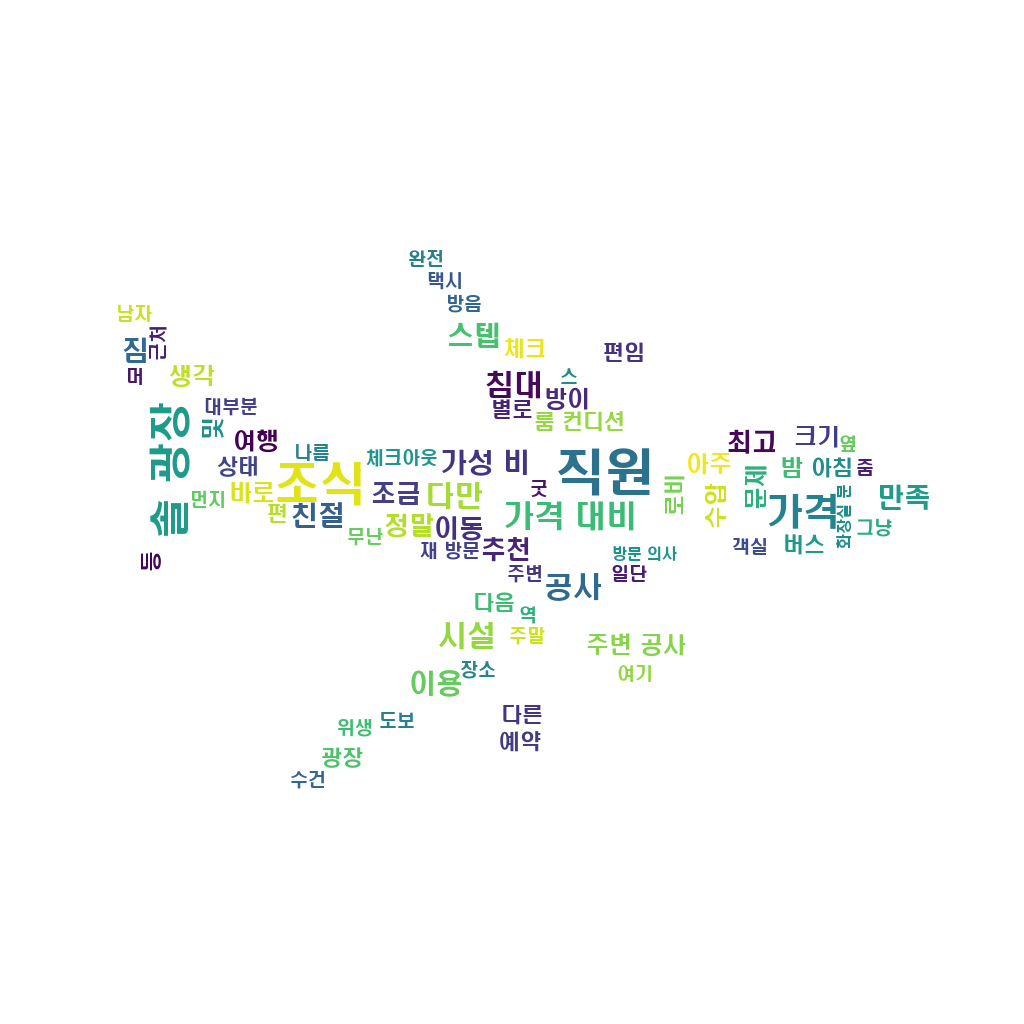 완전
택시
방음
남자
스텝
체크
근처
짐
편임
머
생각
침대
스
방이
대부분
별로
룸 컨디션
및
여행
최고
크기
옆
솔 광장
나름
상태
체크아웃
가성 비
직원
아주
밤
아침
줌
조식
바로
조금
다만
굿
로비
수압
문제
가격
화장실 문
만족
먼지
편
친절
정말
이동
가격 대비
그냥
무난
재 방문
추천
방문 의사
객실
버스
등
주변
공사
일단
다음
역
시설
주말
주변 공사
이용
장소
여기
위생
도보
다른
광장
예약
수건